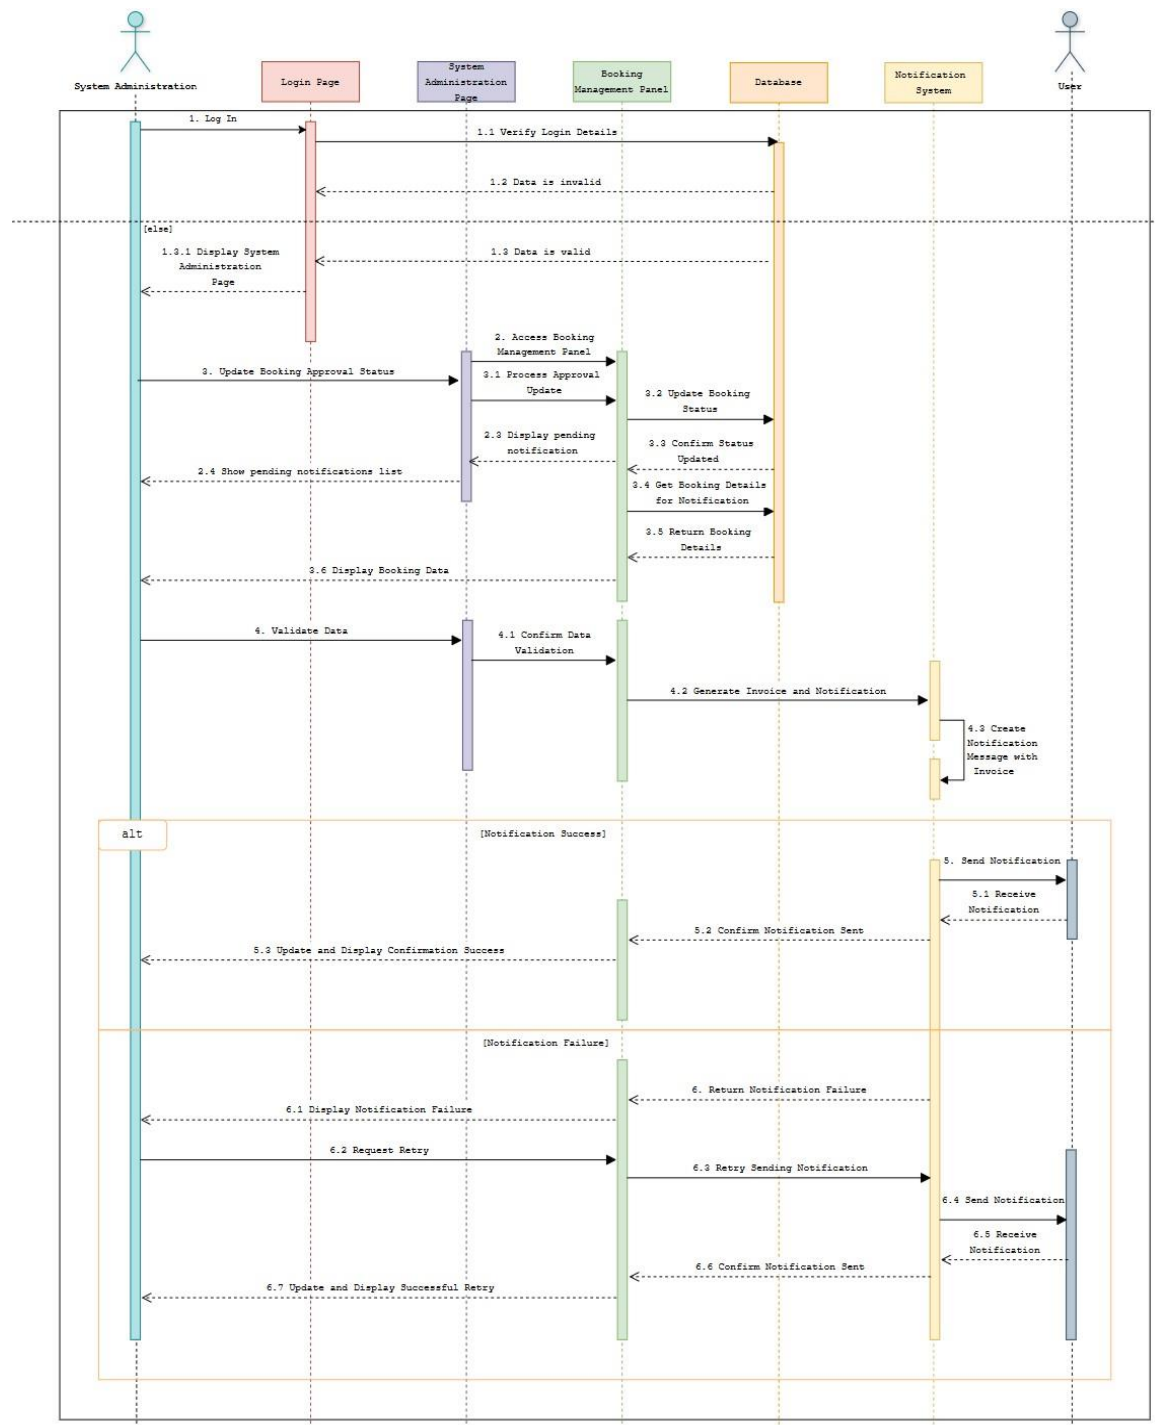 System Administration
Login Page
System
Administration
Page
Booking
Management Panel
Database
Notification
System
User
1. Log In
1.1 Verify Login Details
1.2 Data is invalid
[else]
1.3.1 Display System
Administration
Page
1.3 Data is valid
2. Access Booking
Management Panel
3. Update Booking Approval Status
3.1 Process Approval
Update
3.2 Update Booking
Status
2.3 Display pending
notification
3.3 Confirm Status
Updated
2.4 Show pending notifications list
3.4 Get Booking Details
for Notification
3.5 Return Booking
Details
3.6 Display Booking Data
4. Validate Data
4.1 Confirm Data
Validation
4.2 Generate Invoice and Notification
4.3 Create
Notification
Message with
Invoice
alt
[Notification Success]
5. Send Notification
5.1 Receive
Notification
5.2 Confirm Notification Sent
5.3 Update and Display Confirmation Success
[Notification Failure]
6. Return Notification Failure
6.1 Display Notification Failure
6.2 Request Retry
6.3 Retry Sending Notification
6.4 Send Notification
6.5 Receive
Notification
6.6 Confirm Notification Sent
6.7 Update and Display Successful Retry